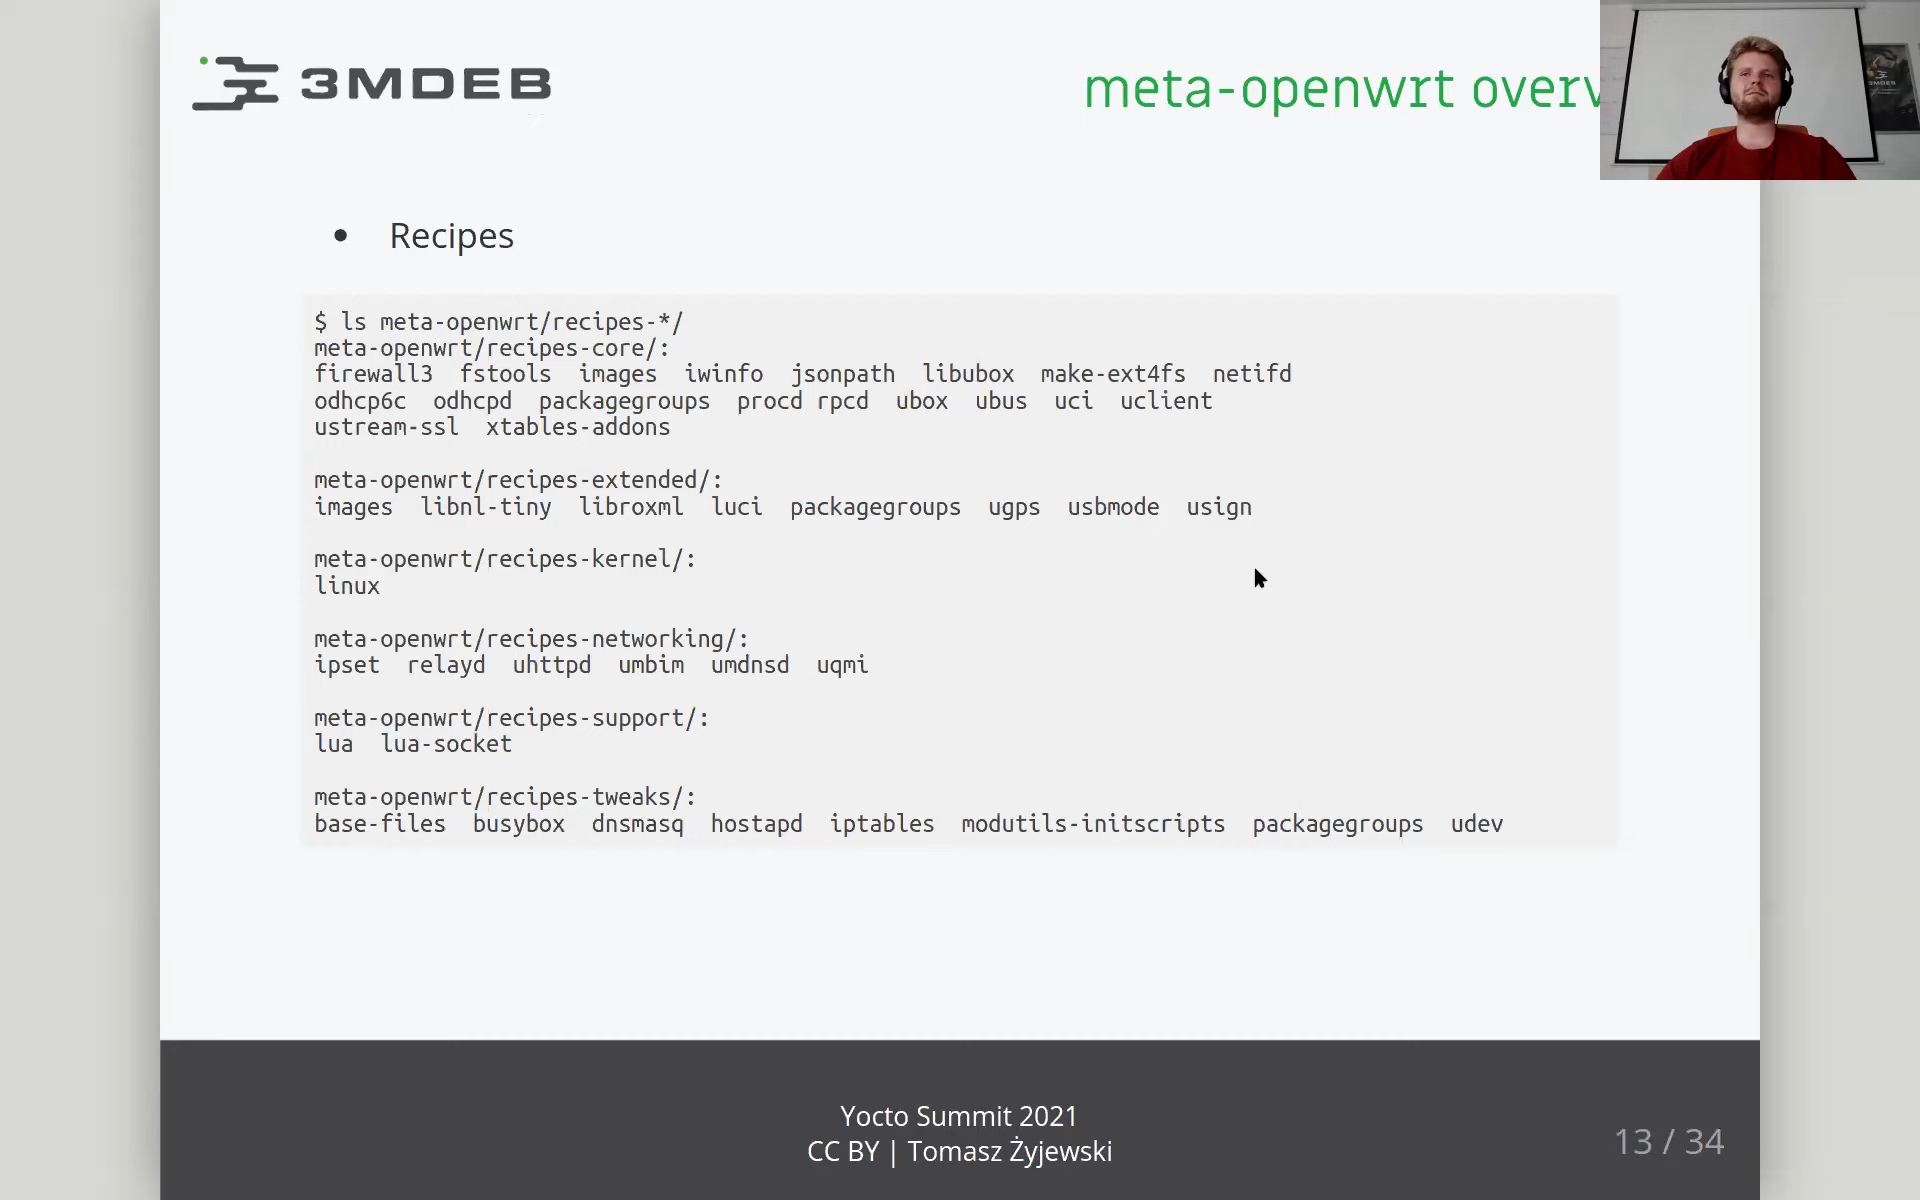 3MDEB
meta-openwrt overv
3MDEB
• Recipes
$ ls meta-openwrt/recipes-*/
meta-openwrt/recipes-core/:
firewall3 fstools images iwinfo jsonpath libubox make-ext4fs netifd
odhcp6c odhcpd packagegroups procd rpcd ubox ubus uci uclient
ustream-ssl xtables-addons
meta-openwrt/recipes-extended/:
images libnl-tiny libroxml luci packagegroups ugps usbmode usign
meta-openwrt/recipes-kernel/:
linux
meta-openwrt/recipes-networking/:
ipset relayd uhttpd umbim umdnsd uqmi
meta-openwrt/recipes-support/:
lua lua-socket
meta-openwrt/recipes-tweaks/:
base-files busybox dnsmasq hostapd iptables modutils-initscripts packagegroups udev
Yocto Summit 2021
CC BY | Tomasz Żyjewski
13 / 34